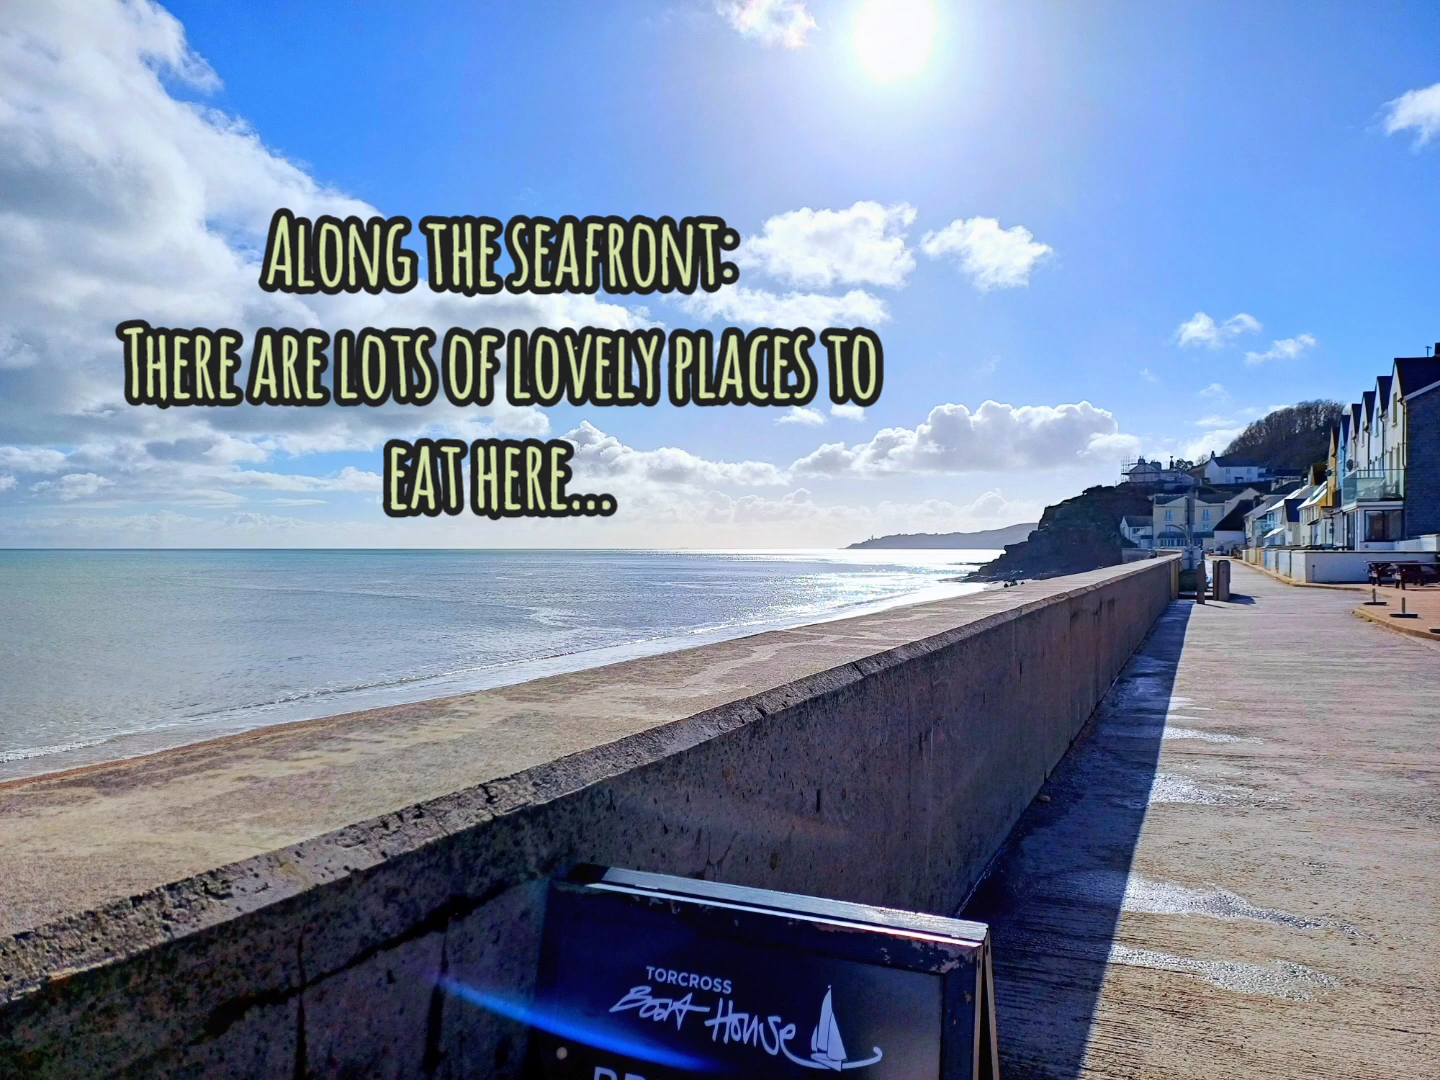 Along the seafront:
There are lots of lovely places to
eat here...
TORCROSS
Boat House